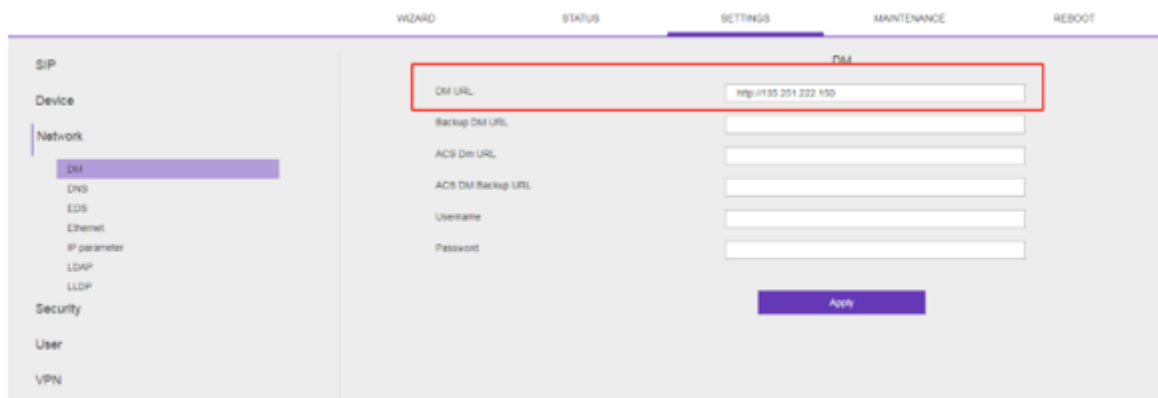 WIZARD STATUS SETTINGS MAINTENANCE REBOOT
SIP
Device
Network
DM
DNS
EDS
Ethernet
IP parameter
LDAP
LLDP
Security
User
VPN
DM
DM URL http://135.251.222.150
Backup DM URL
ACS Dm URL
ACS DM Backup URL
Username
Password
Apply